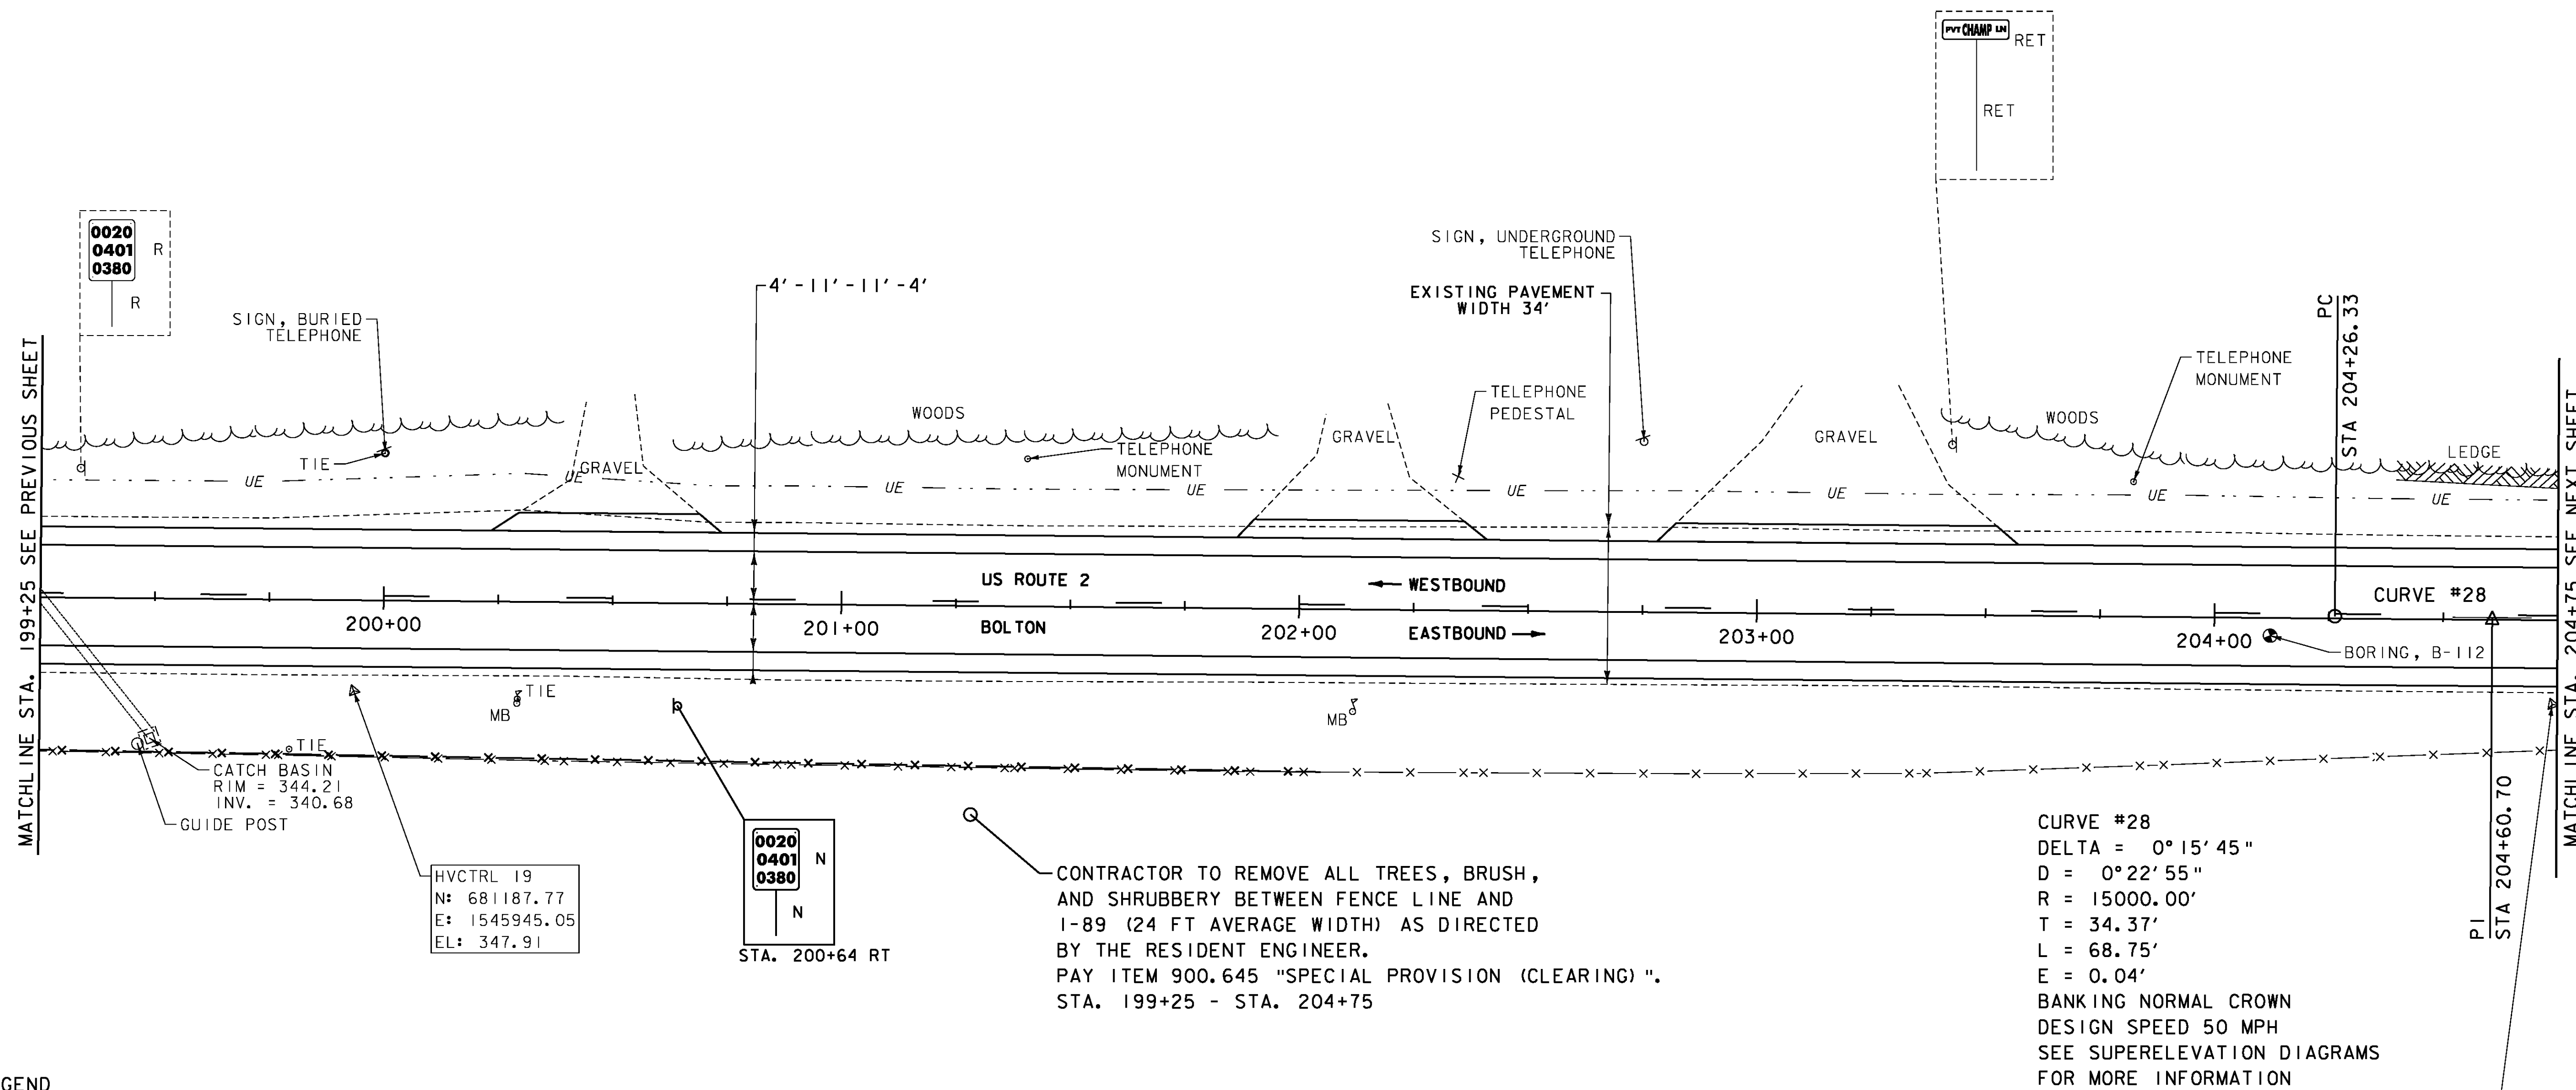 PVT CHAMP LN
RET
RET
0020
0401
0380
R
R
SIGN, BURIED
TELEPHONE
4'-11'-11'-4'
SIGN, UNDERGROUND
TELEPHONE
EXISTING PAVEMENT
WIDTH 34'
PC
STA 204+26.33
TELEPHONE
MONUMENT
TELEPHONE
PEDESTAL
WOODS
WOODS
GRAVEL
GRAVEL
GRAVEL
LEDGE
TIE
TELEPHONE
MONUMENT
UE
UE
UE
UE
UE
UE
UE
UE
MATCHLINE STA. 199+25 SEE PREVIOUS SHEET
MATCHLINE STA. 204+75 SEE NEXT SHEET
US ROUTE 2
WESTBOUND
CURVE #28
200+00
201+00
BOLTON
202+00
EASTBOUND
203+00
204+00
BORING, B-112
TIE
MB
MB
TIE
CATCH BASIN
RIM = 344.21
INV. = 340.68
GUIDE POST
HVCTRL 19
N: 681187.77
E: 1545945.05
EL: 347.91
0020
0401
0380
N
N
STA. 200+64 RT
CONTRACTOR TO REMOVE ALL TREES, BRUSH,
AND SHRUBBERY BETWEEN FENCE LINE AND
I-89 (24 FT AVERAGE WIDTH) AS DIRECTED
BY THE RESIDENT ENGINEER.
PAY ITEM 900.645 "SPECIAL PROVISION (CLEARING)".
STA. 199+25 - STA. 204+75
PI
STA 204+60.70
CURVE #28
DELTA = 0°15'45"
D = 0°22'55"
R = 15000.00'
T = 34.37'
L = 68.75'
E = 0.04'
BANKING NORMAL CROWN
DESIGN SPEED 50 MPH
SEE SUPERELEVATION DIAGRAMS
FOR MORE INFORMATION
GEND